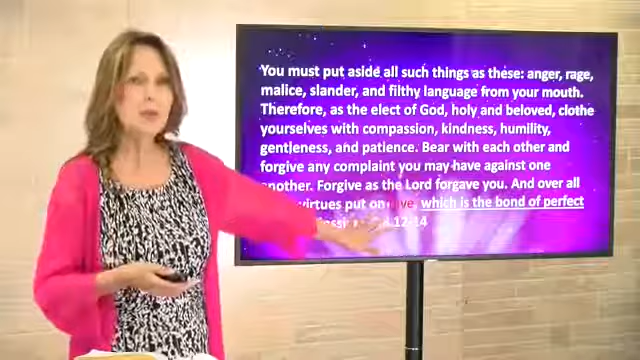 You must put aside all such things as these: anger, rage,
malice, slander, and filthy language from your mouth.
Therefore, as the elect of God, holy and beloved, clothe
yourselves with compassion, kindness, humility,
gentleness, and patience. Bear with each other and
forgive any complaint you may have against one
another. Forgive as the Lord forgave you. And over all
virtues put on which is the bond of perfect
12-14